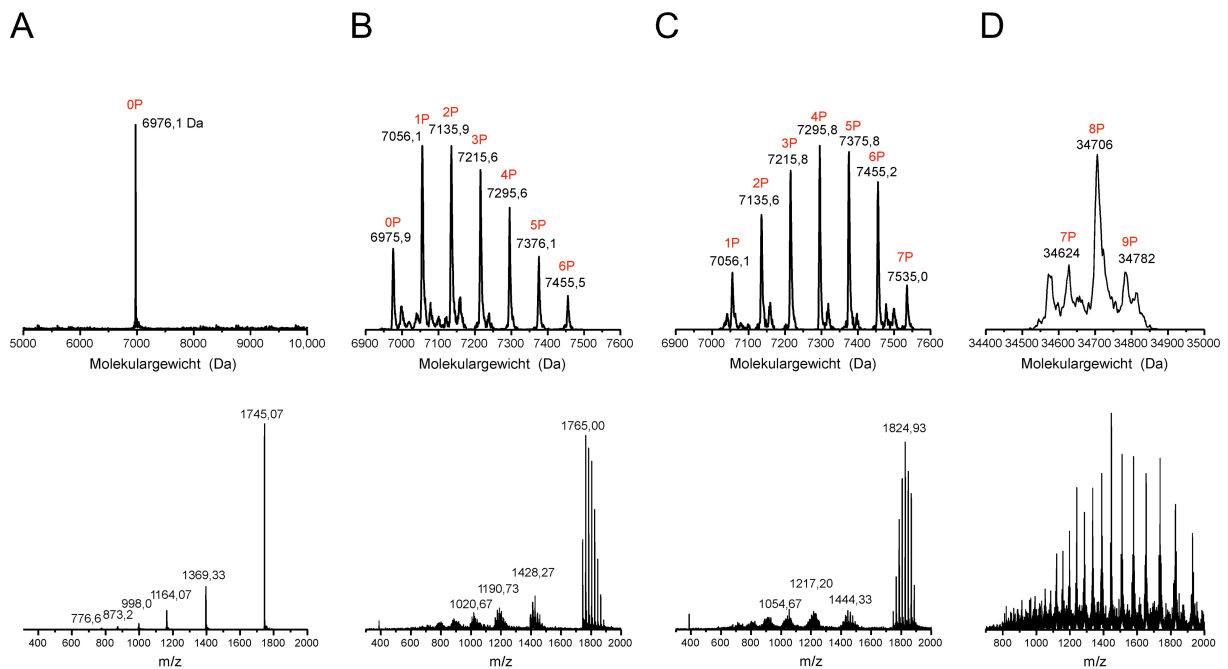 A
0P
6976,1 Da
5000 6000 7000 8000 9000 10,000
Molekulargewicht (Da)
1745,07
1369,33
1164,07
998,0
873,2
776,6
400 600 800 1000 1200 1400 1600 1800 2000
m/z
B
0P
6975,9
1P
7056,1
2P
7135,9
3P
7215,6
4P
7295,6
5P
7376,1
6P
7455,5
6900 7000 7100 7200 7300 7400 7500 7600
Molekulargewicht (Da)
1765,00
1428,27
1190,73
1020,67
400 600 800 1000 1200 1400 1600 1800 2000
m/z
C
1P
7056,1
2P
7135,6
3P
7215,8
4P
7295,8
5P
7375,8
6P
7455,2
7P
7535,0
6900 7000 7100 7200 7300 7400 7500 7600
Molekulargewicht (Da)
1824,93
1444,33
1217,20
1054,67
400 600 800 1000 1200 1400 1600 1800 2000
m/z
D
7P
34624
8P
34706
9P
34782
34400 34500 34600 34700 34800 34900 35000
Molekulargewicht (Da)
800 1000 1200 1400 1600 1800 2000
m/z